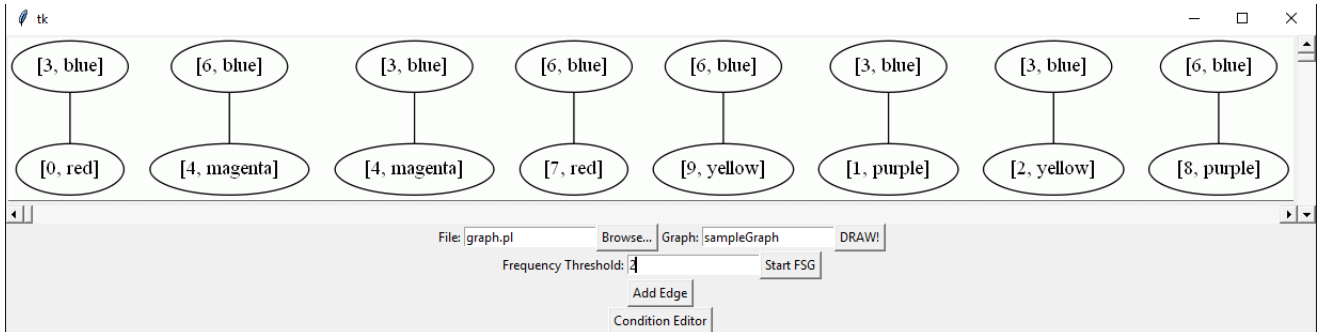 tk
[3, blue] [6, blue] [3, blue] [6, blue] [6, blue] [3, blue] [3, blue] [6, blue]
[0, red] [4, magenta] [4, magenta] [7, red] [9, yellow] [1, purple] [2, yellow] [8, purple]
File: graph.pl Browse... Graph: sampleGraph DRAW!
Frequency Threshold: 2 Start FSG
Add Edge
Condition Editor